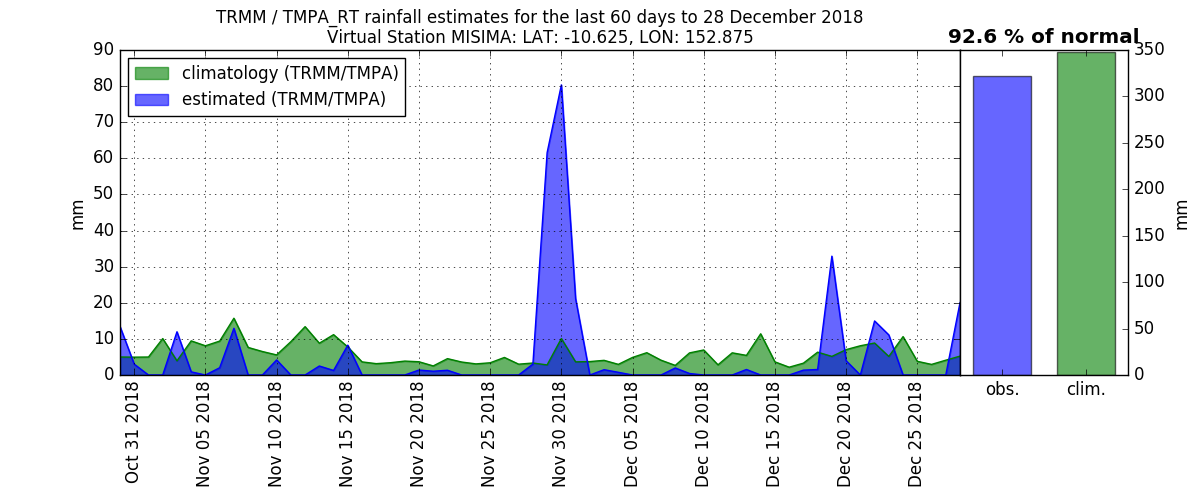 TRMM / TMPA_RT rainfall estimates for the last 60 days to 28 December 2018
Virtual Station MISIMA: LAT: -10.625, LON: 152.875
92.6 % of normal
climatology (TRMM/TMPA)
estimated (TRMM/TMPA)
mm
90
80
70
60
50
40
30
20
10
0
Oct 31 2018
Nov 05 2018
Nov 10 2018
Nov 15 2018
Nov 20 2018
Nov 25 2018
Nov 30 2018
Dec 05 2018
Dec 10 2018
Dec 15 2018
Dec 20 2018
Dec 25 2018
350
300
250
200
150
100
50
0
mm
obs.
clim.